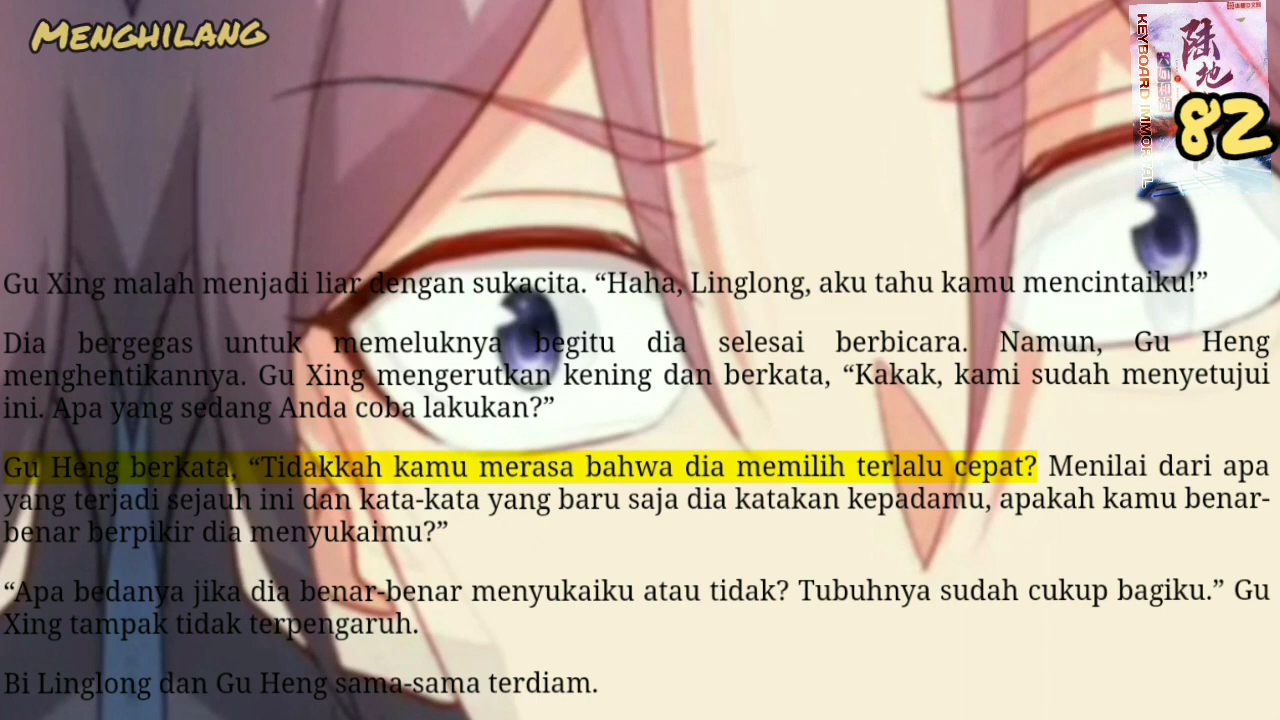 Menghilang
陆地
KEYBOARD IMMORTAL
82
Gu Xing malah menjadi liar dengan sukacita. “Haha, Linglong, aku tahu kamu mencintaiku!”
Dia bergegas untuk memeluknya begitu dia selesai berbicara. Namun, Gu Heng
menghentikannya. Gu Xing mengerutkan kening dan berkata, “Kakak, kami sudah menyetujui
ini. Apa yang sedang Anda coba lakukan?”
Gu Heng berkata, “Tidakkah kamu merasa bahwa dia memilih terlalu cepat? Menilai dari apa
yang terjadi sejauh ini dan kata-kata yang baru saja dia katakan kepadamu, apakah kamu benar-
benar berpikir dia menyukaimu?”
“Apa bedanya jika dia benar-benar menyukaiku atau tidak? Tubuhnya sudah cukup bagiku.” Gu
Xing tampak tidak terpengaruh.
Bi Linglong dan Gu Heng sama-sama terdiam.